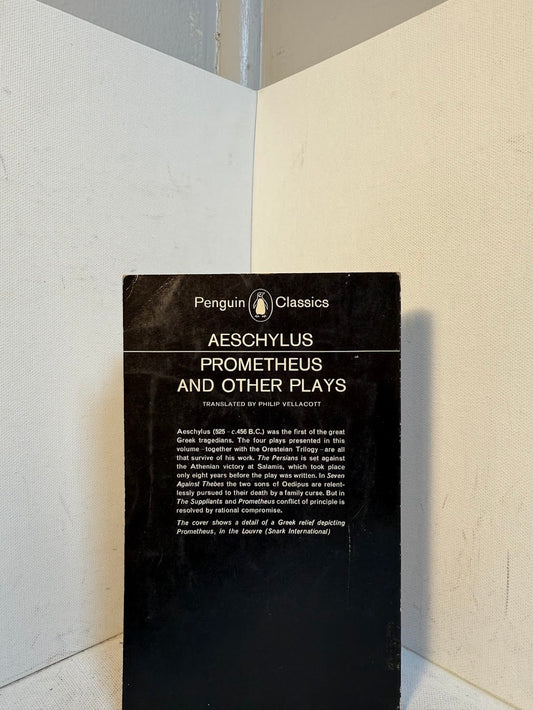 Penguin Classics
AESCHYLUS
PROMETHEUS
AND OTHER PLAYS
TRANSLATED BY PHILIP VELLACOTT
Aeschylus (525 – c.456 B.C.) was the first of the great
Greek tragedians. The four plays presented in this
volume – together with the Oresteian Trilogy – are all
that survive of his work. The Persians is set against
the Athenian victory at Salamis, which took place
only eight years before the play was written. In Seven
Against Thebes the two sons of Oedipus are relent-
lessly pursued to their death by a family curse. But in
The Suppliants and Prometheus conflict of principle is
resolved by rational compromise.
The cover shows a detail of a Greek relief depicting
Prometheus, in the Louvre (Snark International)